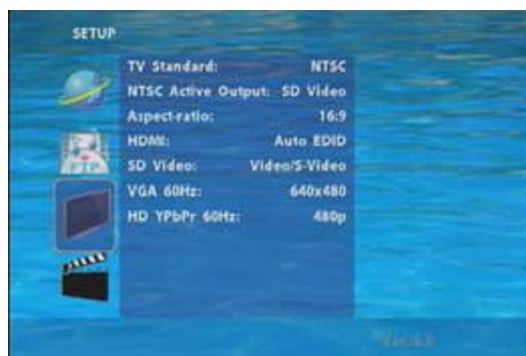 SETUP
TV Standard: NTSC
NTSC Active Output: SD Video
Aspect-ratio: 16:9
HDMI: Auto EDID
SD Video: Video/S-Video
VGA 60Hz: 640x480
HD YPbPr 60Hz: 480p
PIP